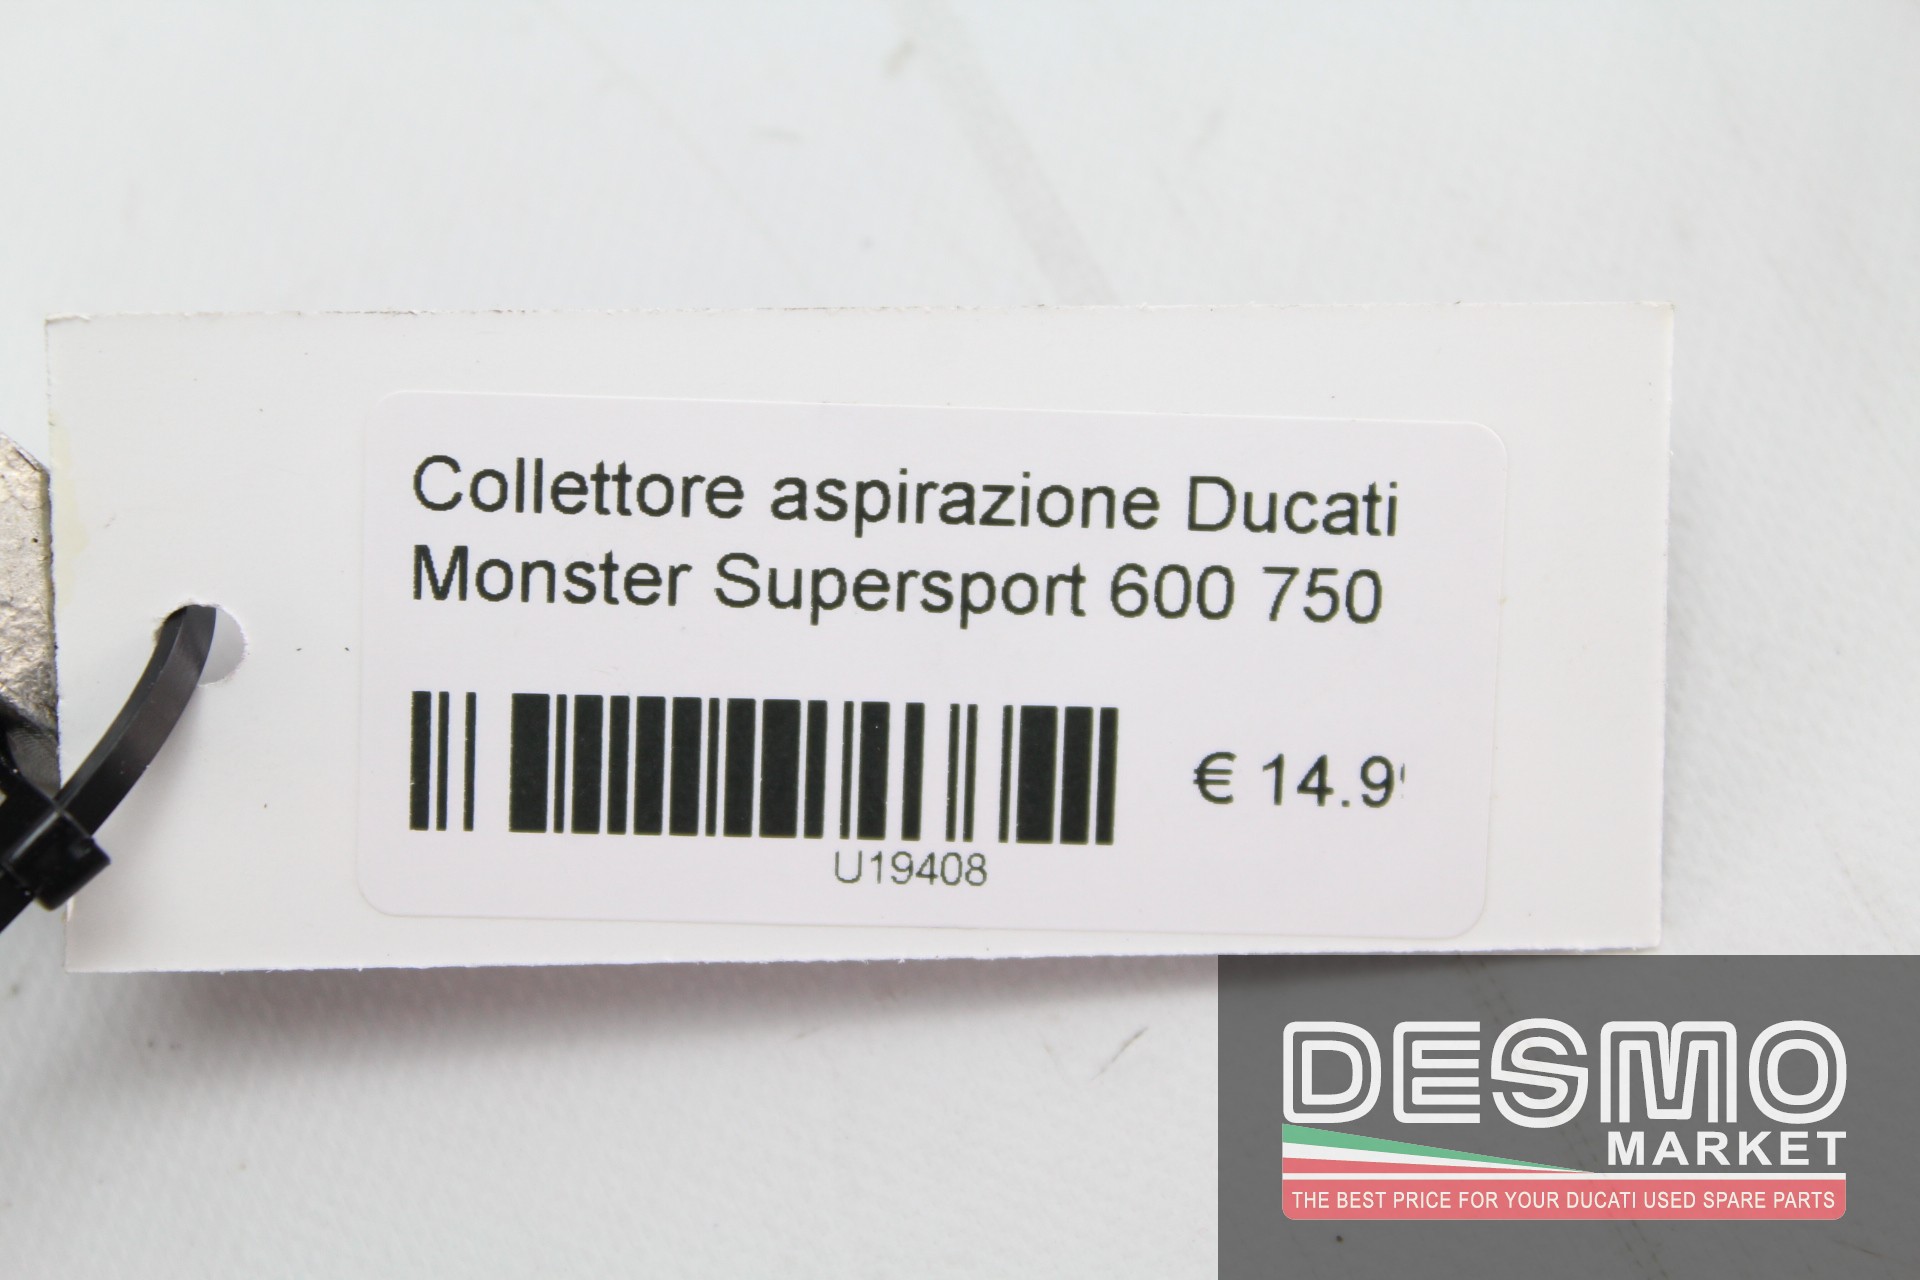 Collettore aspirazione Ducati
Monster Supersport 600 750
€ 14.9
U19408
DESMO
MARKET
THE BEST PRICE FOR YOUR DUCATI USED SPARE PARTS